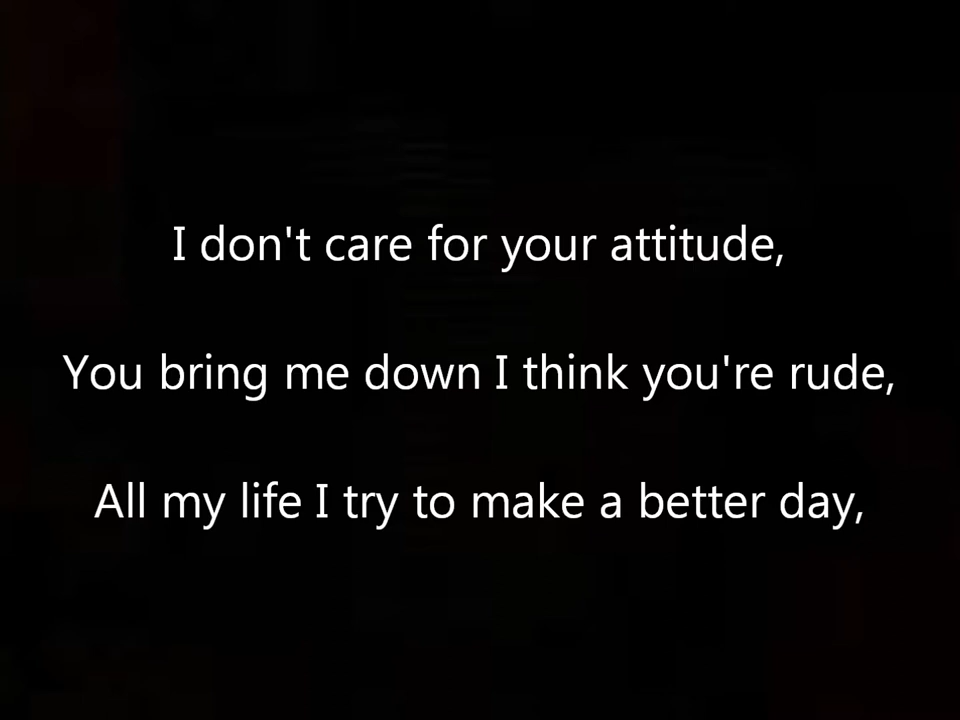 I don't care for your attitude,
You bring me down I think you're rude,
All my life I try to make a better day,